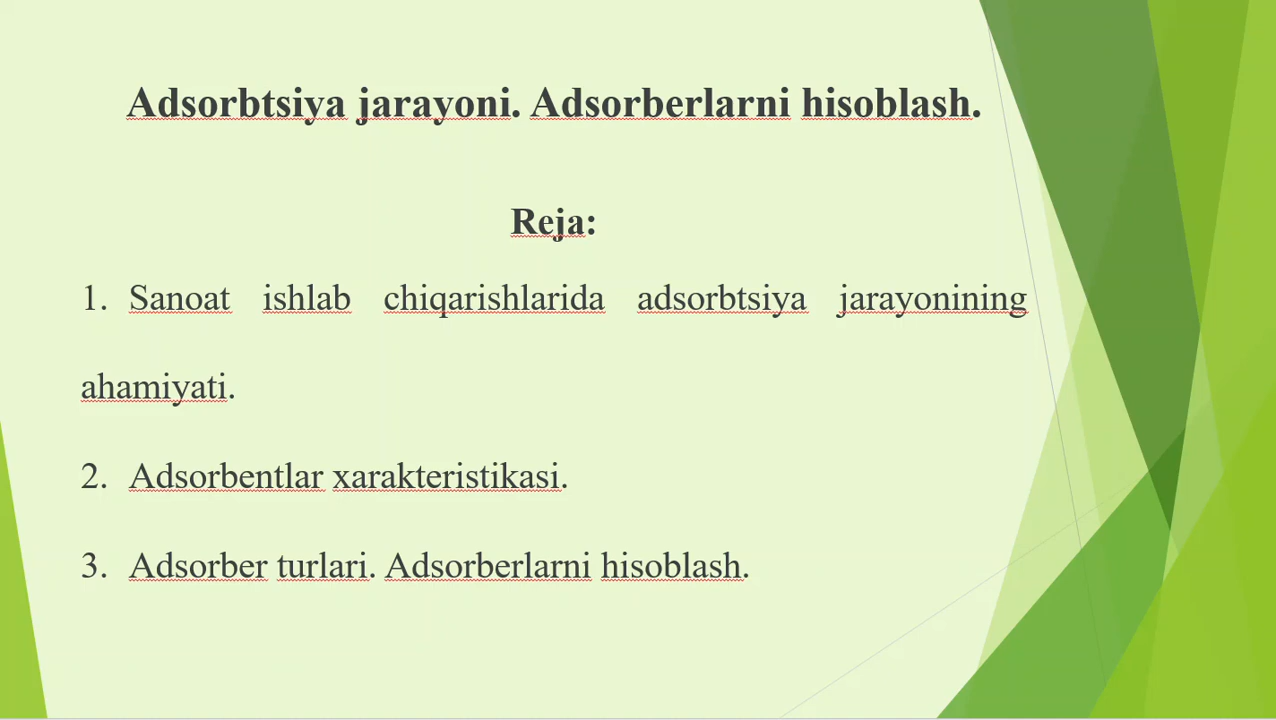 Adsorbtsiya jarayoni. Adsorberlarni hisoblash.
Reja:
1. Sanoat ishlab chiqarishlarida adsorbtsiya jarayonining
ahamiyati.
2. Adsorbentlar xarakteristikasi.
3. Adsorber turlari. Adsorberlarni hisoblash.